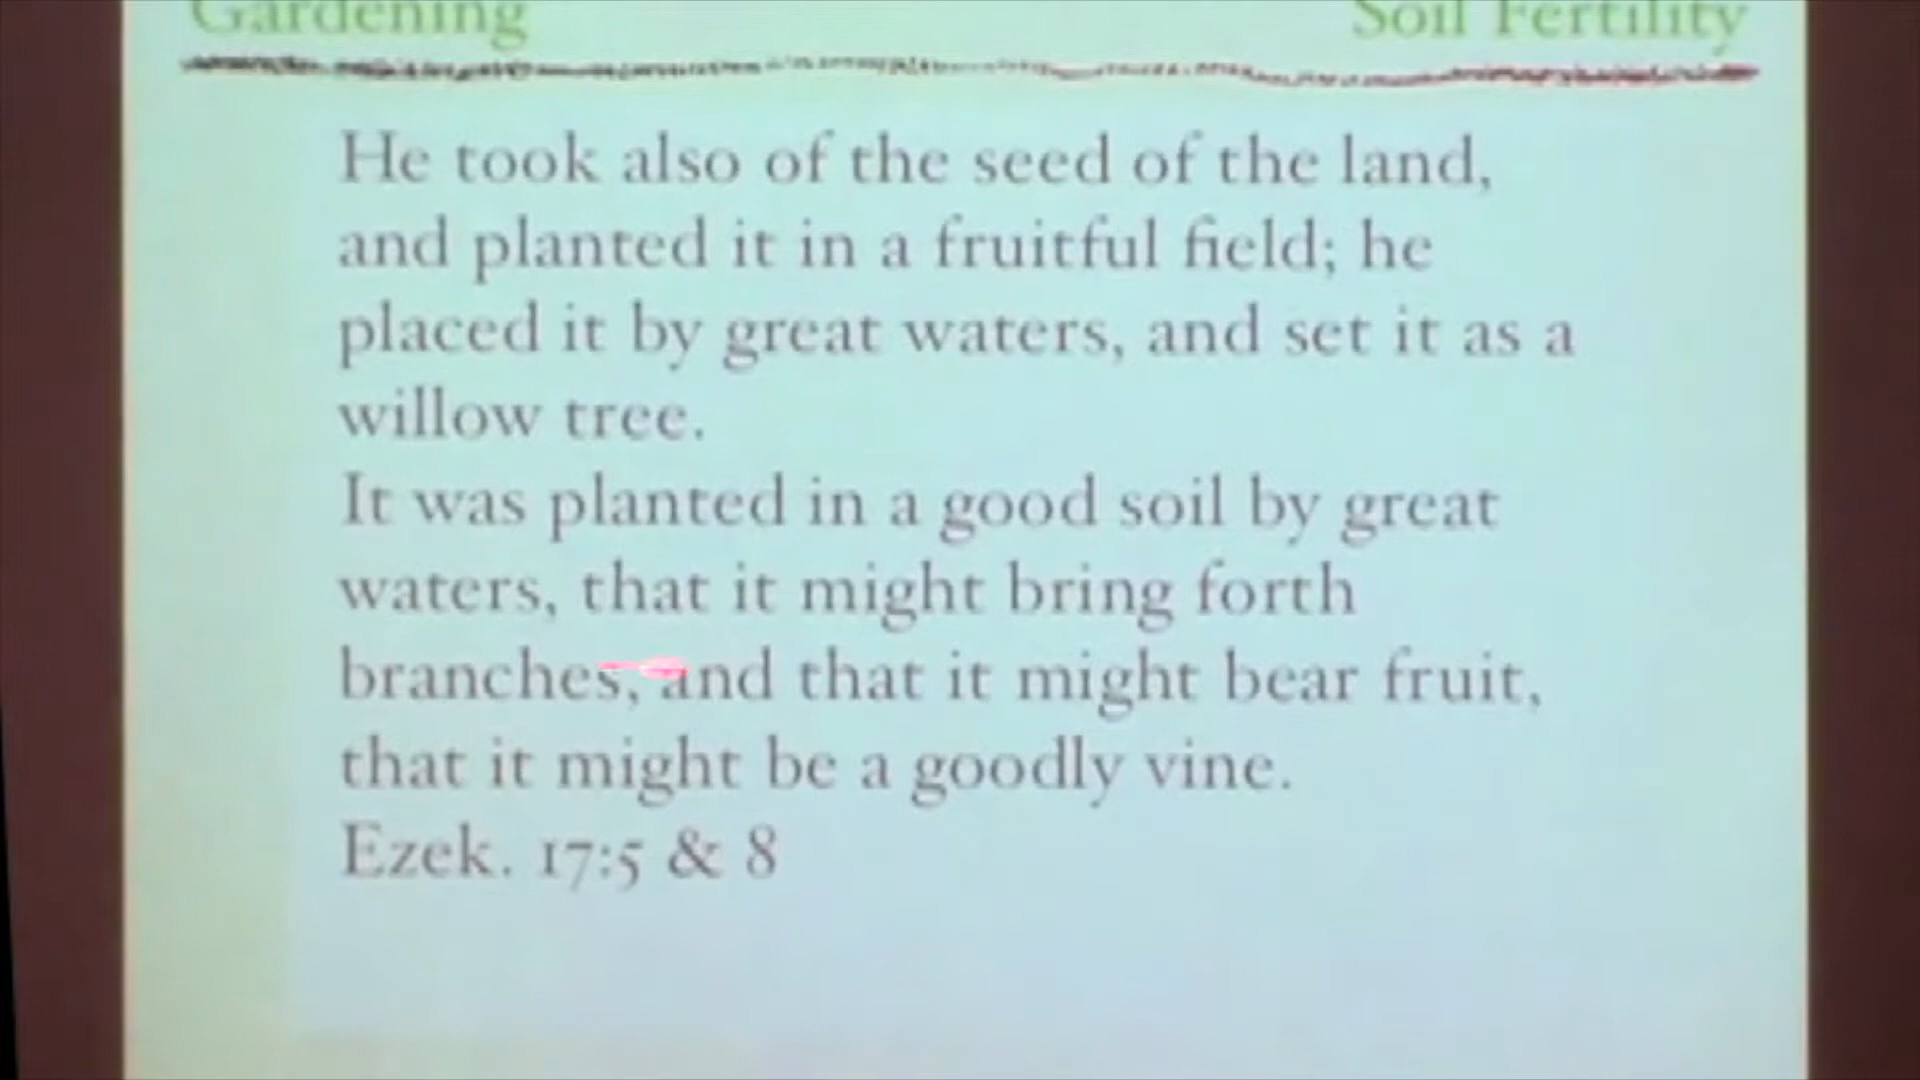 Gardening Soil Fertility
He took also of the seed of the land,
and planted it in a fruitful field; he
placed it by great waters, and set it as a
willow tree.
It was planted in a good soil by great
waters, that it might bring forth
branches, and that it might bear fruit,
that it might be a goodly vine.
Ezek. 17:5 & 8